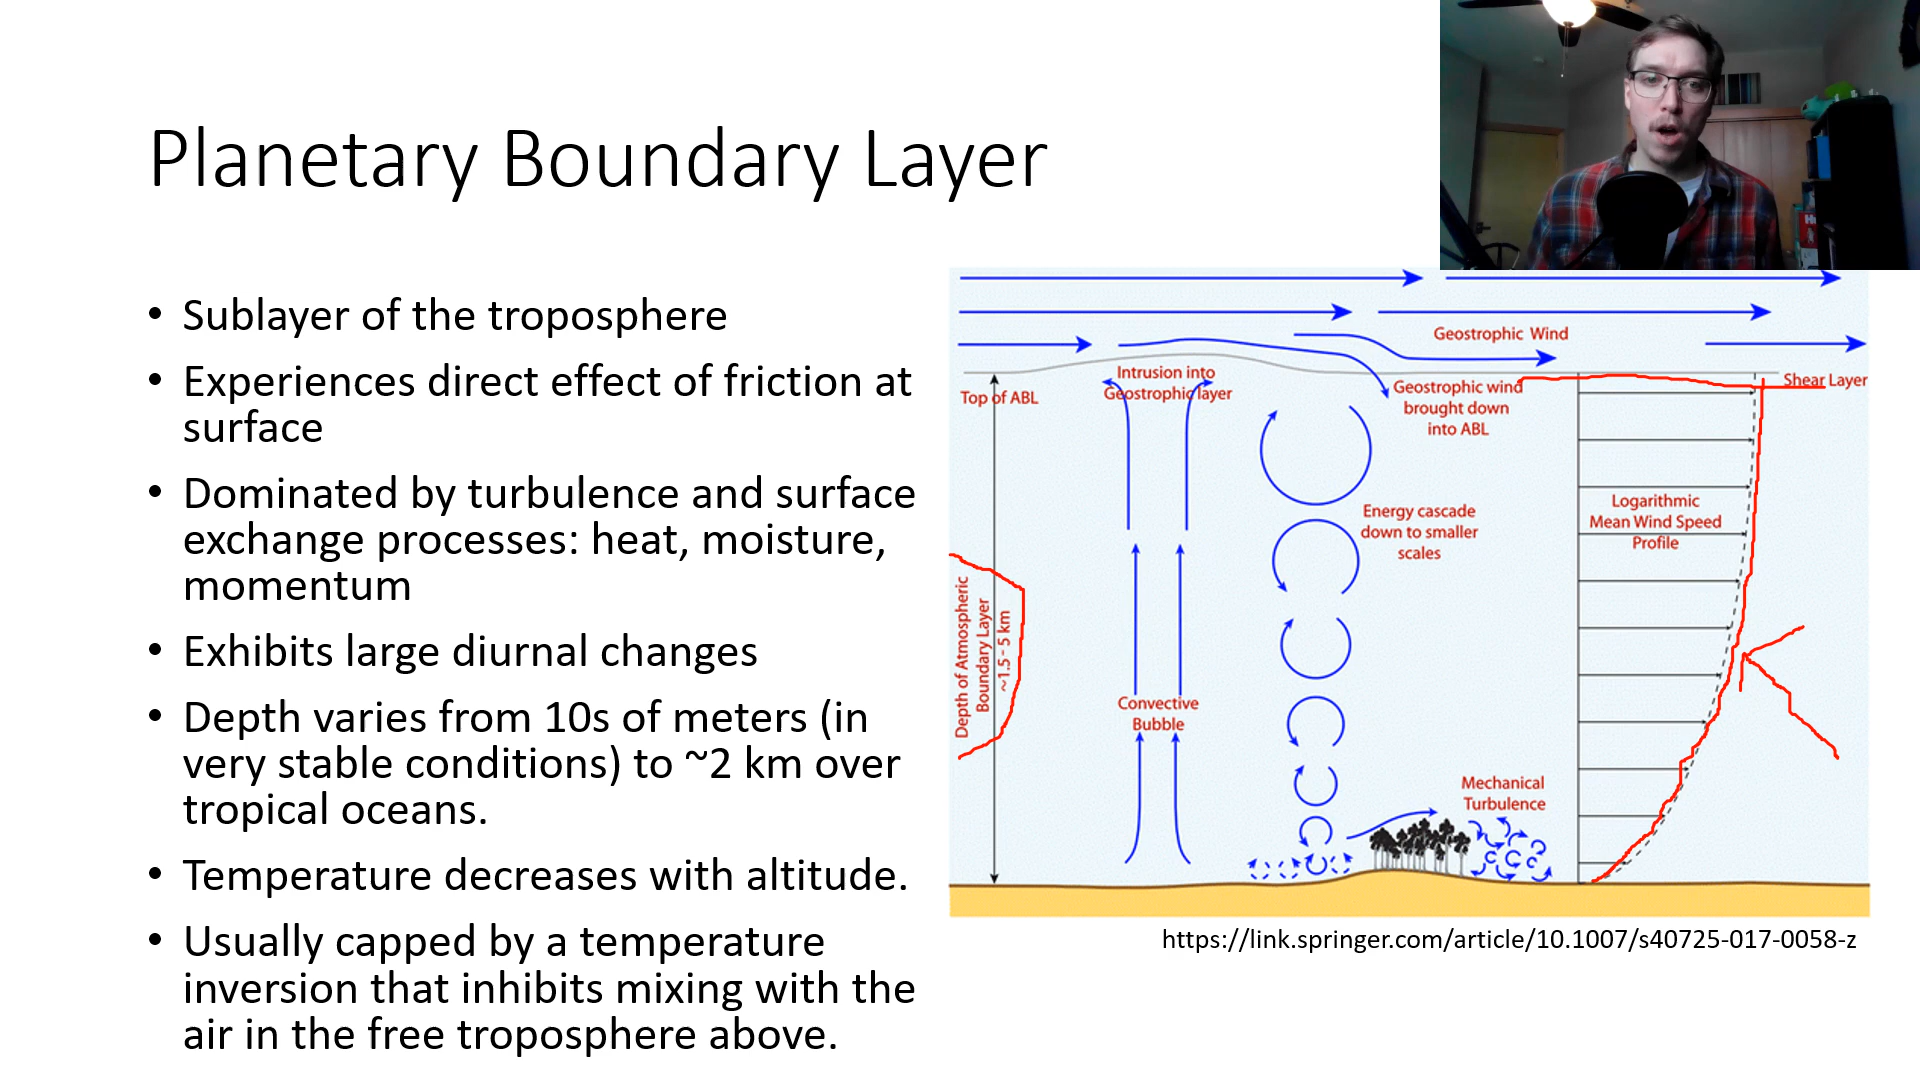 Planetary Boundary Layer
• Sublayer of the troposphere
• Experiences direct effect of friction at
surface
• Dominated by turbulence and surface
exchange processes: heat, moisture,
momentum
• Exhibits large diurnal changes
• Depth varies from 10s of meters (in
very stable conditions) to ~2 km over
tropical oceans.
• Temperature decreases with altitude.
• Usually capped by a temperature
inversion that inhibits mixing with the
air in the free troposphere above.
Geostrophic Wind
Intrusion into
Geostrophic layer
Top of ABL
Geostrophic wind
brought down
into ABL
Shear Layer
Energy cascade
down to smaller
scales
Logarithmic
Mean Wind Speed
Profile
Depth of Atmospheric
Boundary Layer
~1.5 - 5 km
Convective
Bubble
Mechanical
Turbulence
https://link.springer.com/article/10.1007/s40725-017-0058-z